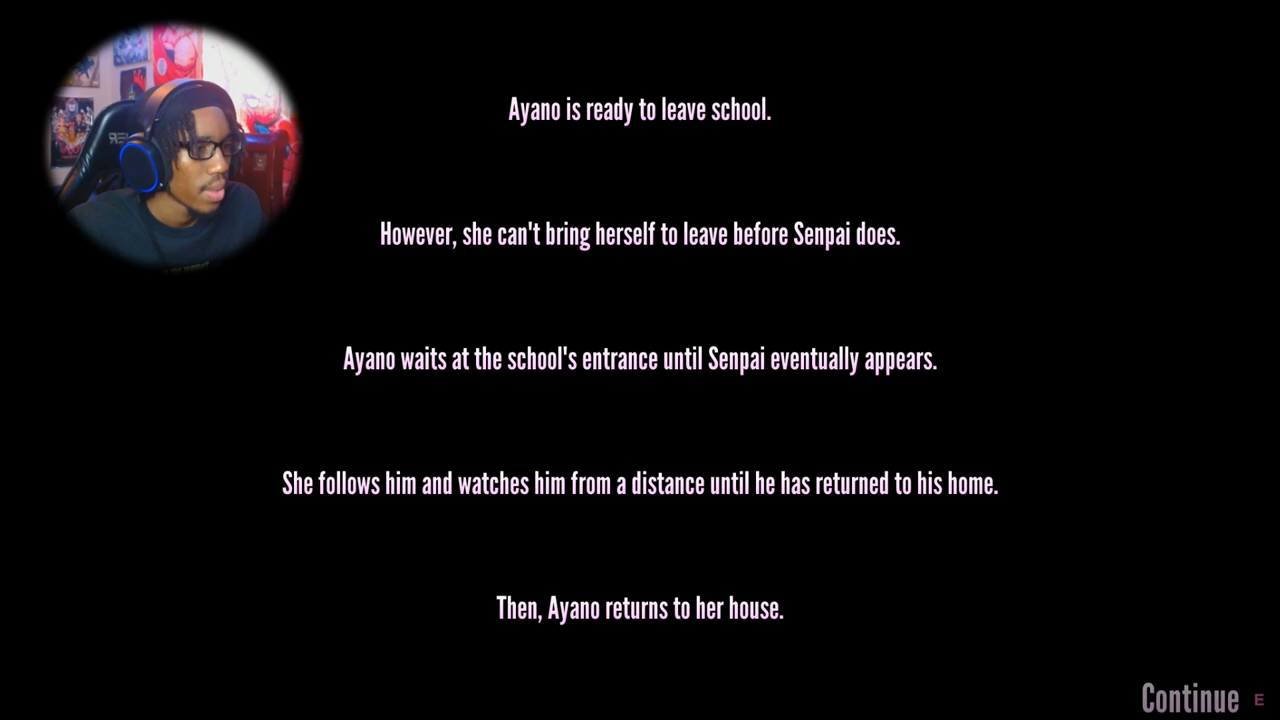 Ayano is ready to leave school.
However, she can't bring herself to leave before Senpai does.
Ayano waits at the school's entrance until Senpai eventually appears.
She follows him and watches him from a distance until he has returned to his home.
Then, Ayano returns to her house.
Continue E